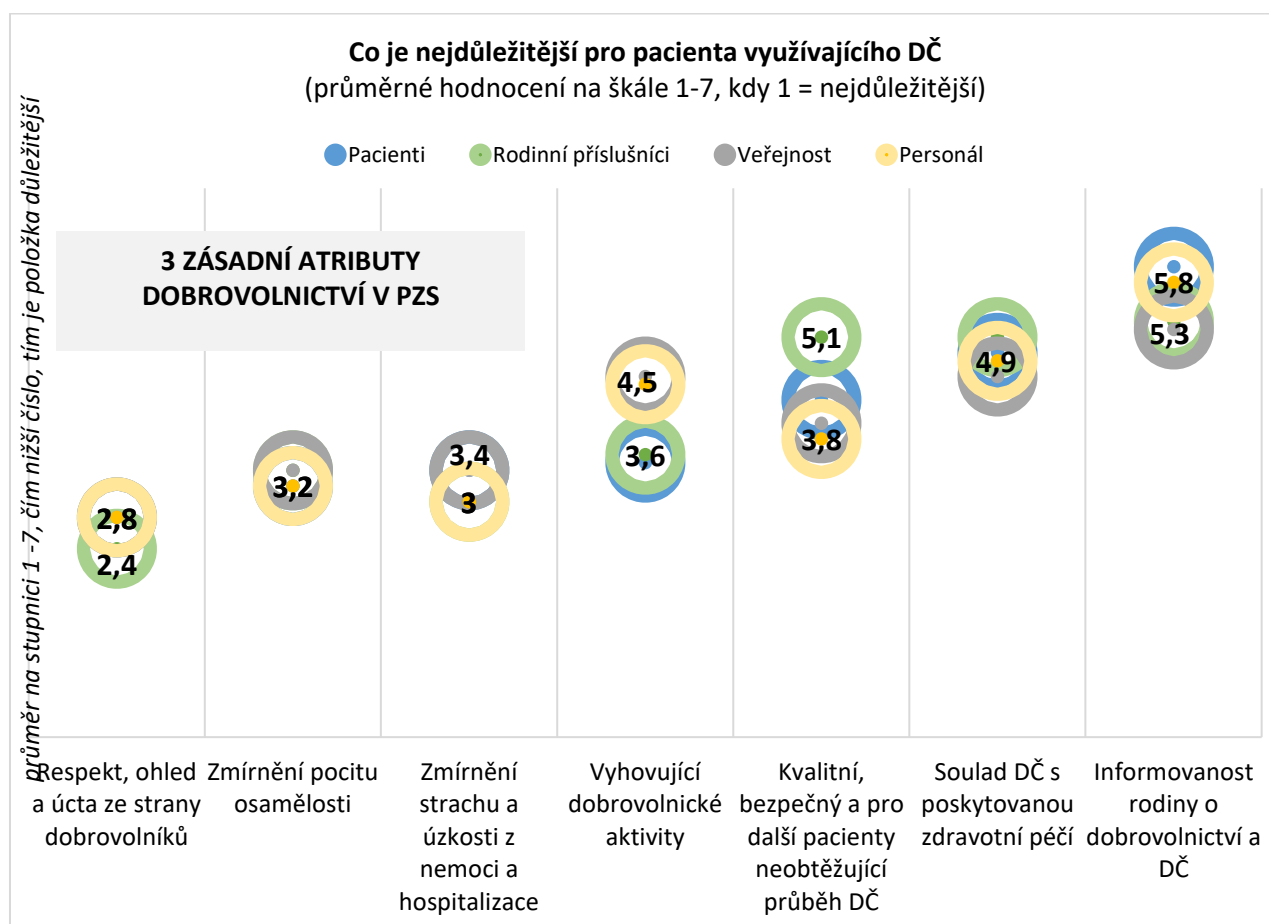 Co je nejdůležitější pro pacienta využívajícího DČ
(průměrné hodnocení na škále 1-7, kdy 1 = nejdůležitější)
Pacienti Rodinní příslušníci Veřejnost Personál
průměr na stupnici 1 -7, čím nižší číslo, tím je položka důležitější
3 ZÁSADNÍ ATRIBUTY
DOBROVOLNICTVÍ V PZS
2,8
2,4
3,2
3,4
3
4,5
3,6
5,1
3,8
4,9
5,8
5,3
Respekt, ohled
a úcta ze strany
dobrovolníků
Zmírnění pocitu
osamělosti
Zmírnění
strachu a
úzkosti z
nemoci a
hospitalizace
Vyhovující
dobrovolnické
aktivity
Kvalitní,
bezpečný a pro
další pacienty
neobtěžující
průběh DČ
Soulad DČ s
poskytovanou
zdravotní péčí
Informovanost
rodiny o
dobrovolnictví a
DČ